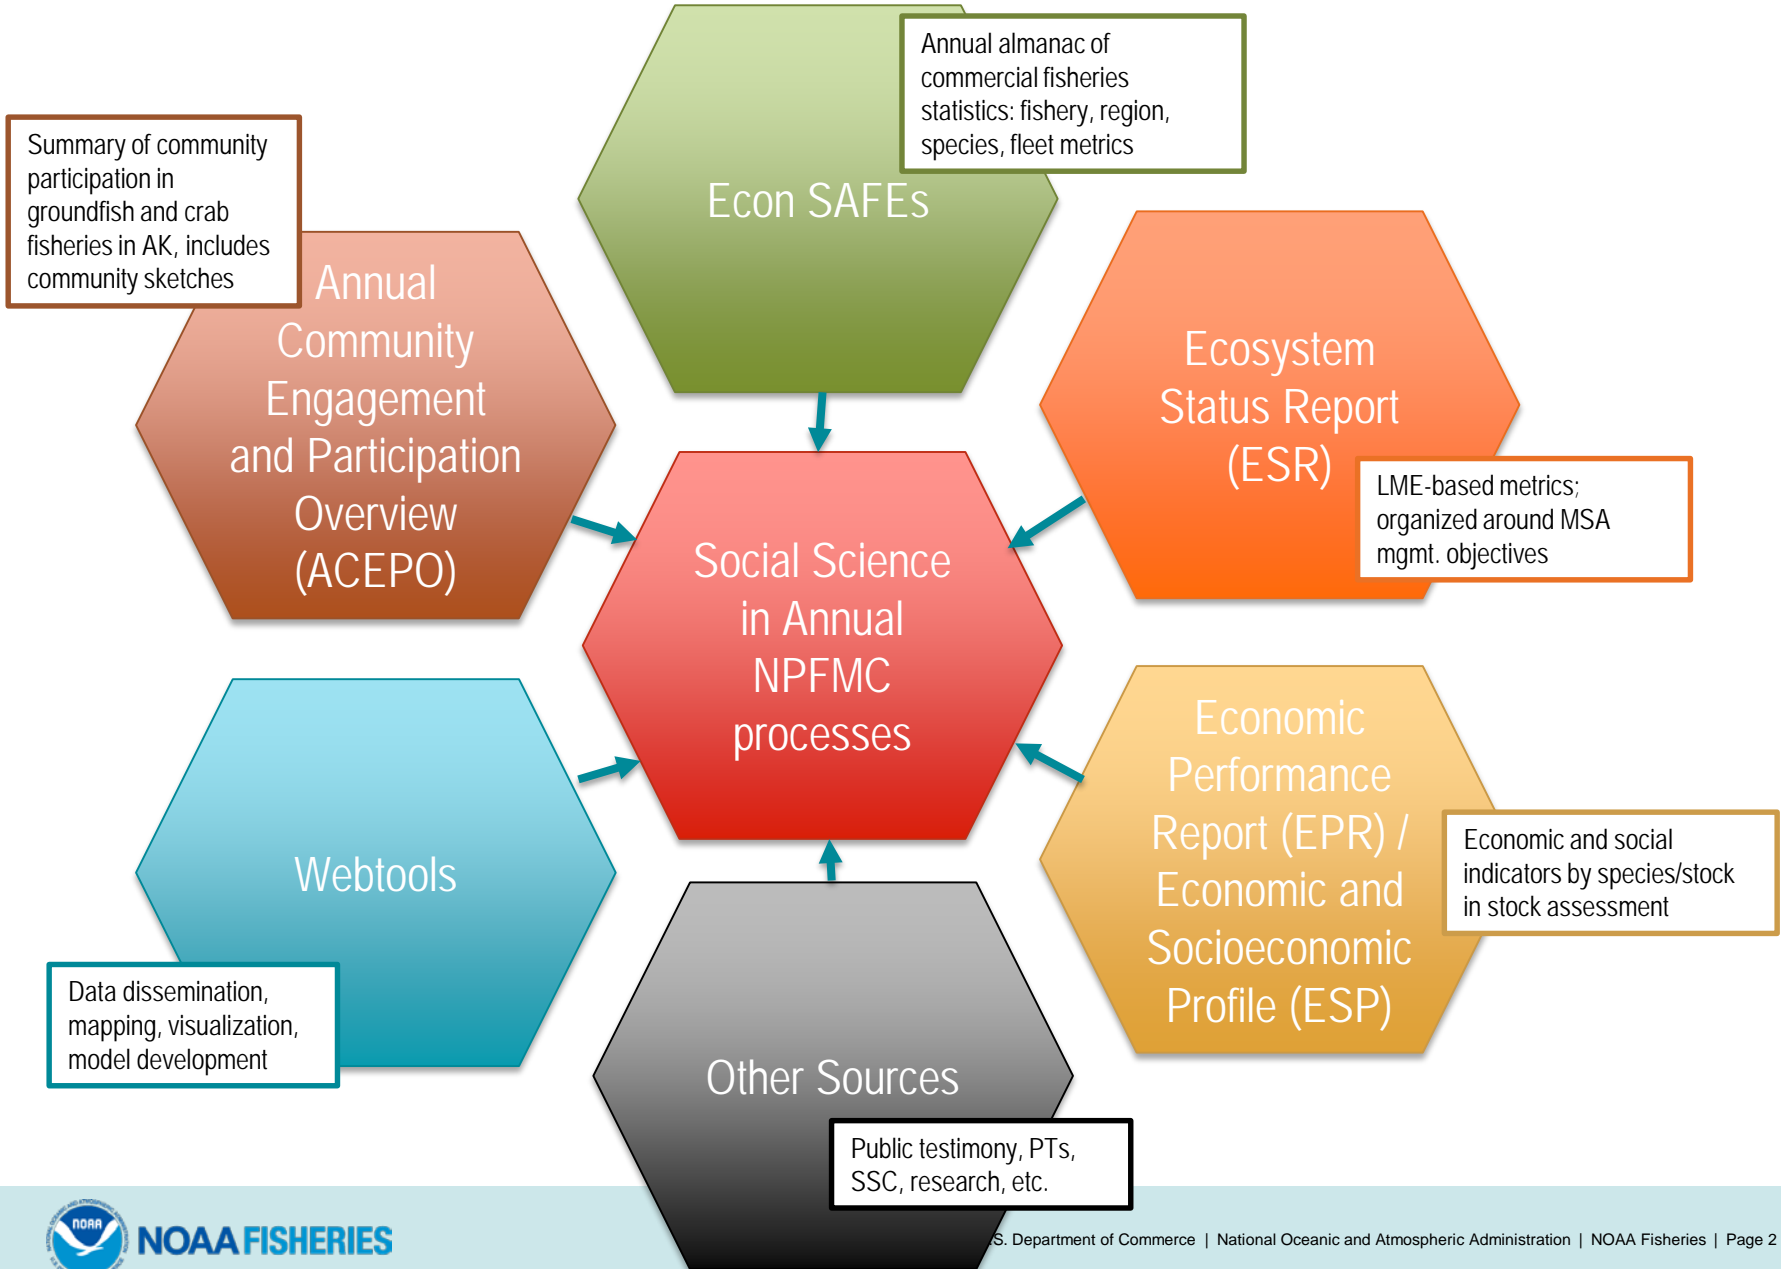 Annual almanac of
commercial fisheries
statistics: fishery, region,
species, fleet metrics
Econ SAFEs
Summary of community
participation in
groundfish and crab
fisheries in AK, includes
community sketches
Annual
Community
Engagement
and Participation
Overview
(ACEPO)
Ecosystem
Status Report
(ESR)
LME-based metrics;
organized around MSA
mgmt. objectives
Social Science
in Annual
NPFMC
processes
Webtools
Data dissemination,
mapping, visualization,
model development
Economic
Performance
Report (EPR) /
Economic and
Socioeconomic
Profile (ESP)
Economic and social
indicators by species/stock
in stock assessment
Other Sources
Public testimony, PTs,
SSC, research, etc.
NOAA
NOAA FISHERIES
S. Department of Commerce | National Oceanic and Atmospheric Administration | NOAA Fisheries | Page 2